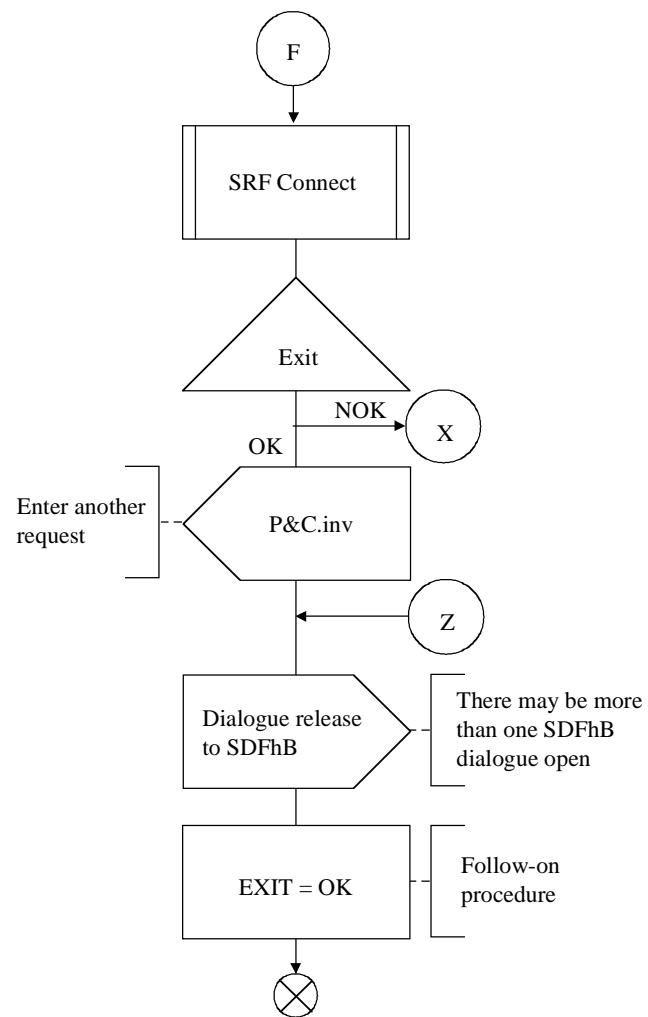 F
SRF Connect
Exit
NOK
X
OK
Enter another
request
P&C.inv
Z
Dialogue release
to SDFhB
There may be more
than one SDFhB
dialogue open
EXIT = OK
Follow-on
procedure